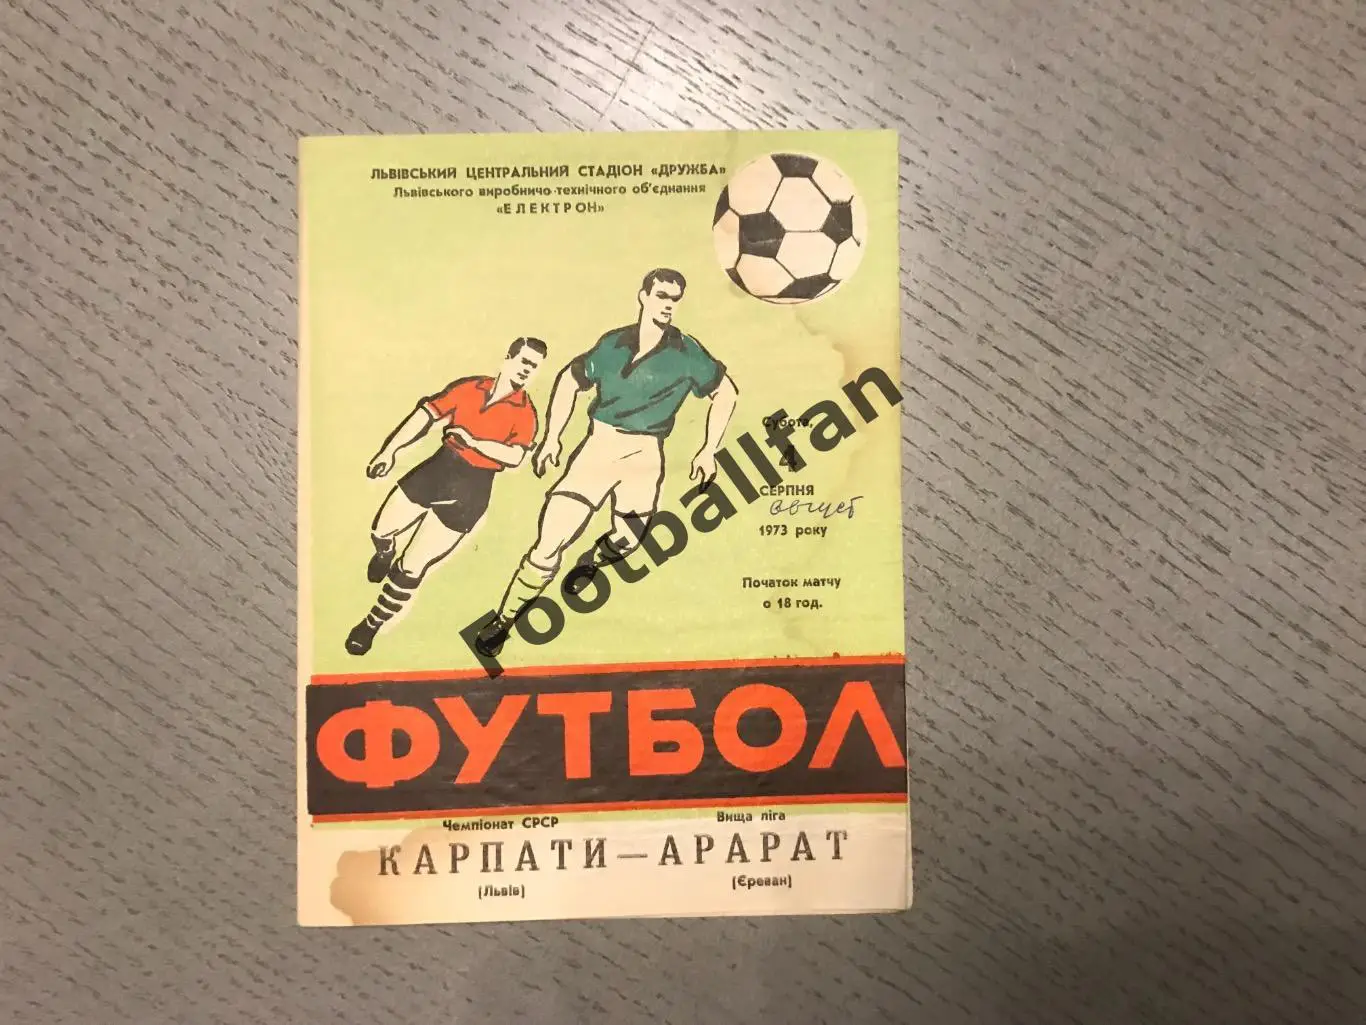 ЛЬВІВСЬКИЙ ЦЕНТРАЛЬНИЙ СТАДІОН «ДРУЖБА»
Львівського виробничо-технічного об'єднання
«ЕЛЕКТРОН»
Субота,
4
СЕРПНЯ
август
1973 року
Початок матчу
о 18 год.
Footballfan
ФУТБОЛ
Чемпіонат СРСР Вища ліга
КАРПАТИ — АРАРАТ
(Львів) (Єреван)